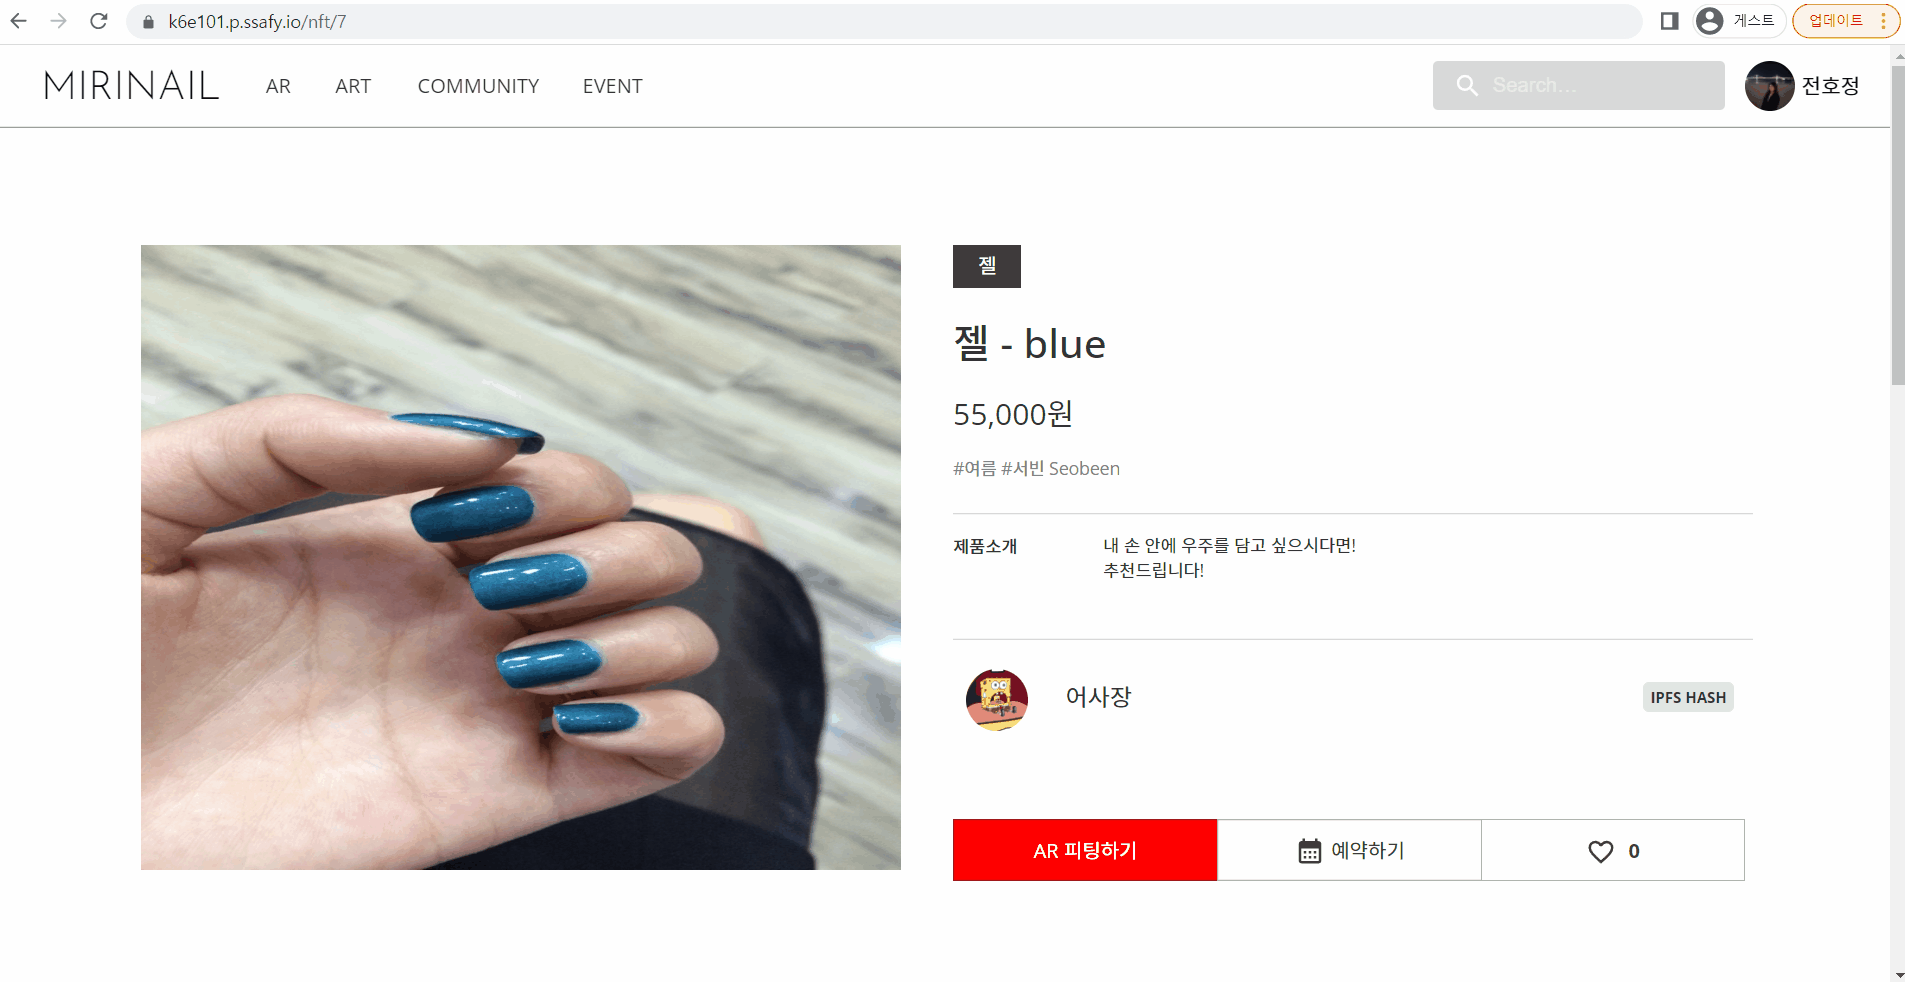 k6e101.p.ssafy.io/nft/7
게스트
업데이트
MIRINAIL
AR
ART
COMMUNITY
EVENT
Search...
전호정
젤
젤 - blue
55,000원
#여름 #서빈 Seobeen
제품소개
내 손 안에 우주를 담고 싶으시다면!
추천드립니다!
어사장
IPFS HASH
AR 피팅하기
예약하기
0